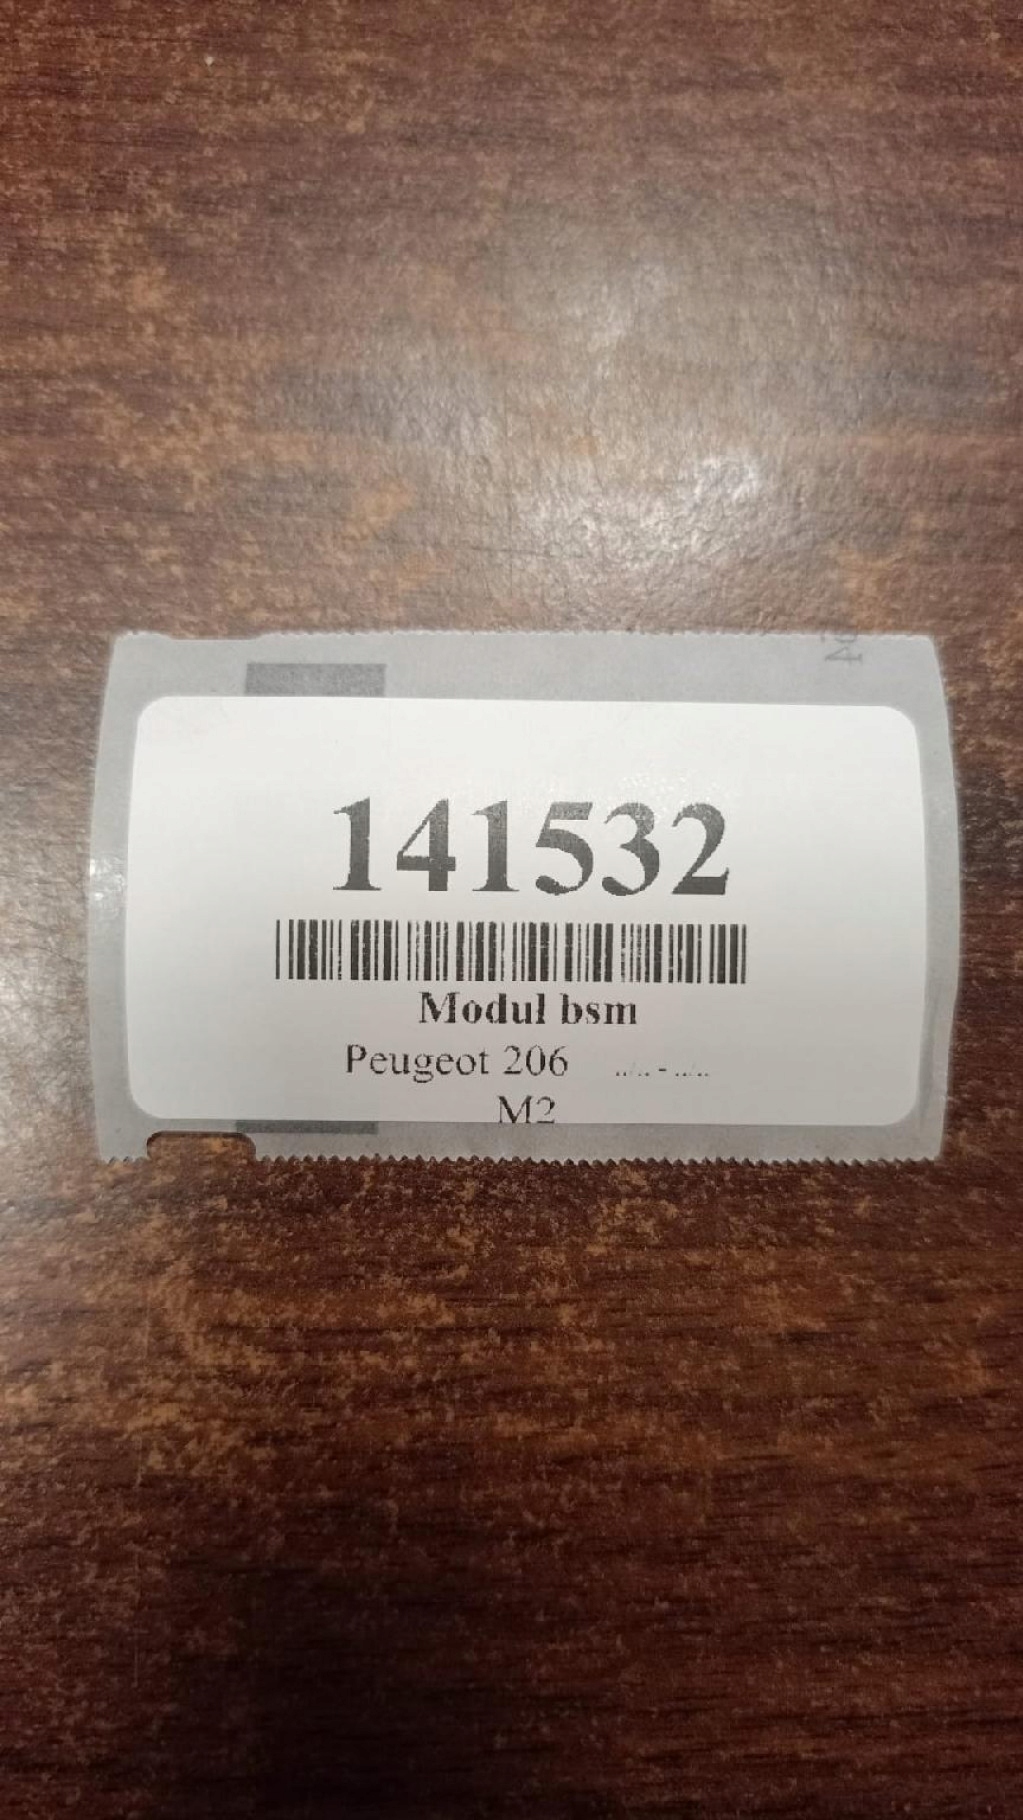 141532
Modul bsm
Peugeot 206 ../.. - ../..
M2